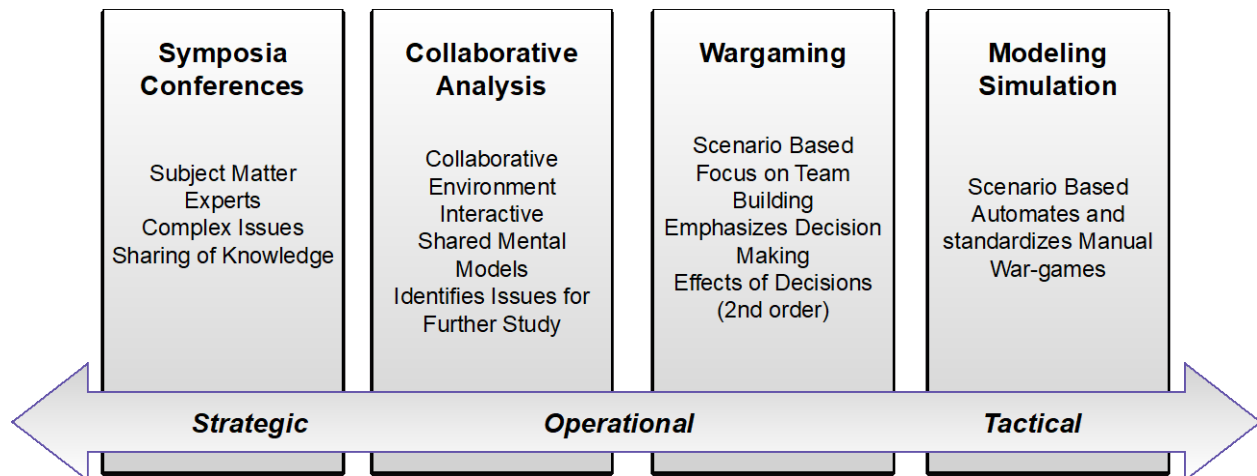 Symposia
Conferences
Subject Matter
Experts
Complex Issues
Sharing of Knowledge
Collaborative
Analysis
Collaborative
Environment
Interactive
Shared Mental
Models
Identifies Issues for
Further Study
Wargaming
Scenario Based
Focus on Team
Building
Emphasizes Decision
Making
Effects of Decisions
(2nd order)
Modeling
Simulation
Scenario Based
Automates and
standardizes Manual
War-games
Strategic
Operational
Tactical